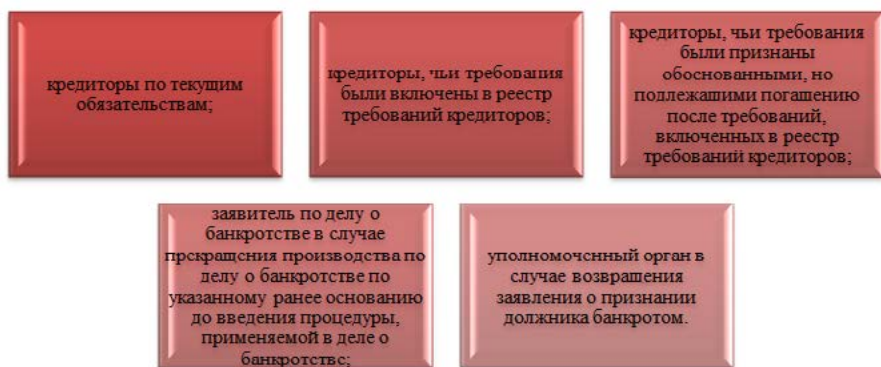 кредиторы по текущим
обязательствам;
кредиторы, чьи требования
были включены в реестр
требований кредиторов;
кредиторы, чьи требования
были признаны
обоснованными, но
подлежащими погашению
после требований,
включенных в реестр
требований кредиторов;
заявитель по делу о
банкротстве в случае
прекращения производства по
делу о банкротстве по
указанному ранее основанию
до введения процедуры,
применяемой в деле о
банкротстве;
уполномоченный орган в
случае возвращения
заявления о признании
должника банкротом.